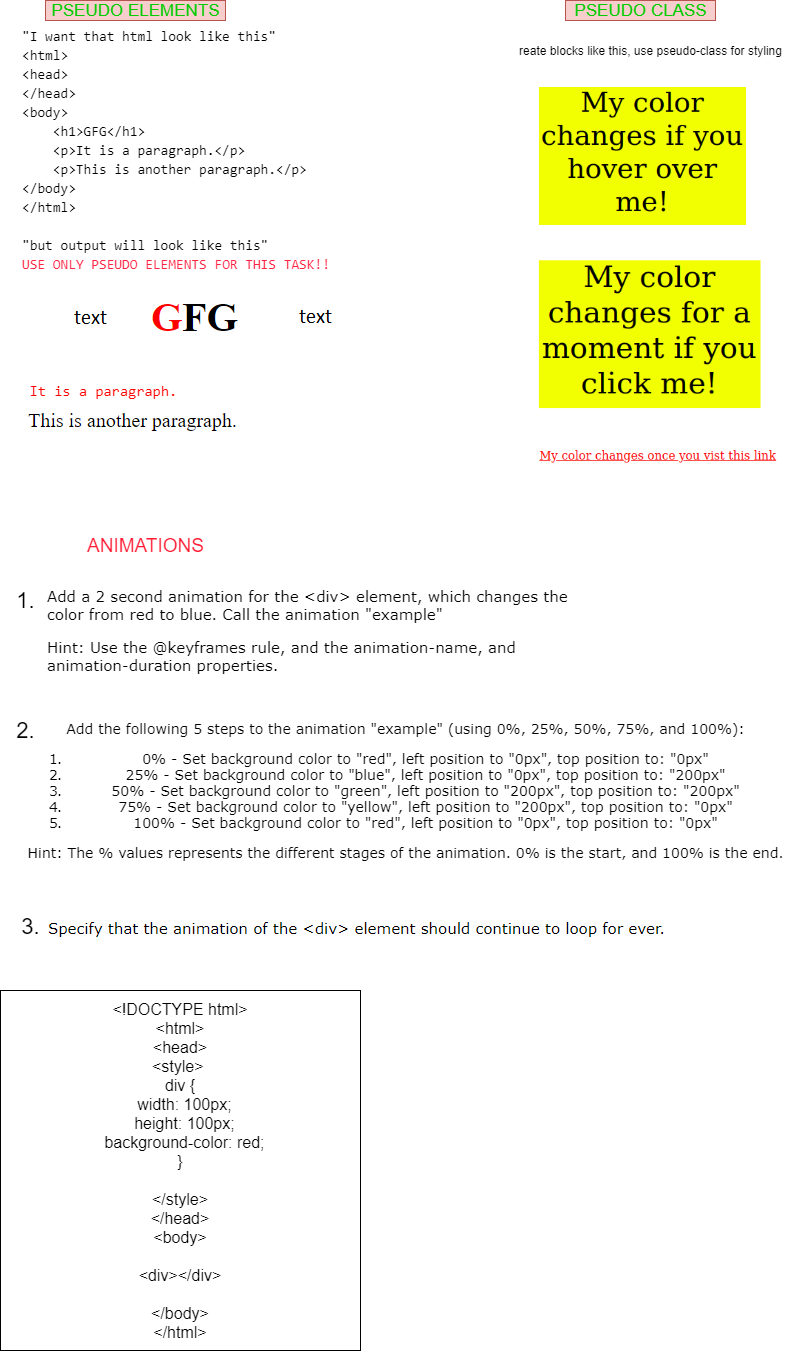 PSEUDO ELEMENTS
"I want that html look like this"
<html>
<head>
</head>
<body>
<h1>GFG</h1>
<p>It is a paragraph.</p>
<p>This is another paragraph.</p>
</body>
</html>
"but output will look like this"
USE ONLY PSEUDO ELEMENTS FOR THIS TASK!!
text GFG text
It is a paragraph.
This is another paragraph.
PSEUDO CLASS
reate blocks like this, use pseudo-class for styling
My color
changes if you
hover over
me!
My color
changes for a
moment if you
click me!
My color changes once you vist this link
ANIMATIONS
1. Add a 2 second animation for the <div> element, which changes the
color from red to blue. Call the animation "example"
Hint: Use the @keyframes rule, and the animation-name, and
animation-duration properties.
2. Add the following 5 steps to the animation "example" (using 0%, 25%, 50%, 75%, and 100%):
1. 0% - Set background color to "red", left position to "0px", top position to: "0px"
2. 25% - Set background color to "blue", left position to "0px", top position to: "200px"
3. 50% - Set background color to "green", left position to "200px", top position to: "200px"
4. 75% - Set background color to "yellow", left position to "200px", top position to: "0px"
5. 100% - Set background color to "red", left position to "0px", top position to: "0px"
Hint: The % values represents the different stages of the animation. 0% is the start, and 100% is the end.
3. Specify that the animation of the <div> element should continue to loop for ever.
<!DOCTYPE html>
<html>
<head>
<style>
div {
width: 100px;
height: 100px;
background-color: red;
}
</style>
</head>
<body>
<div></div>
</body>
</html>